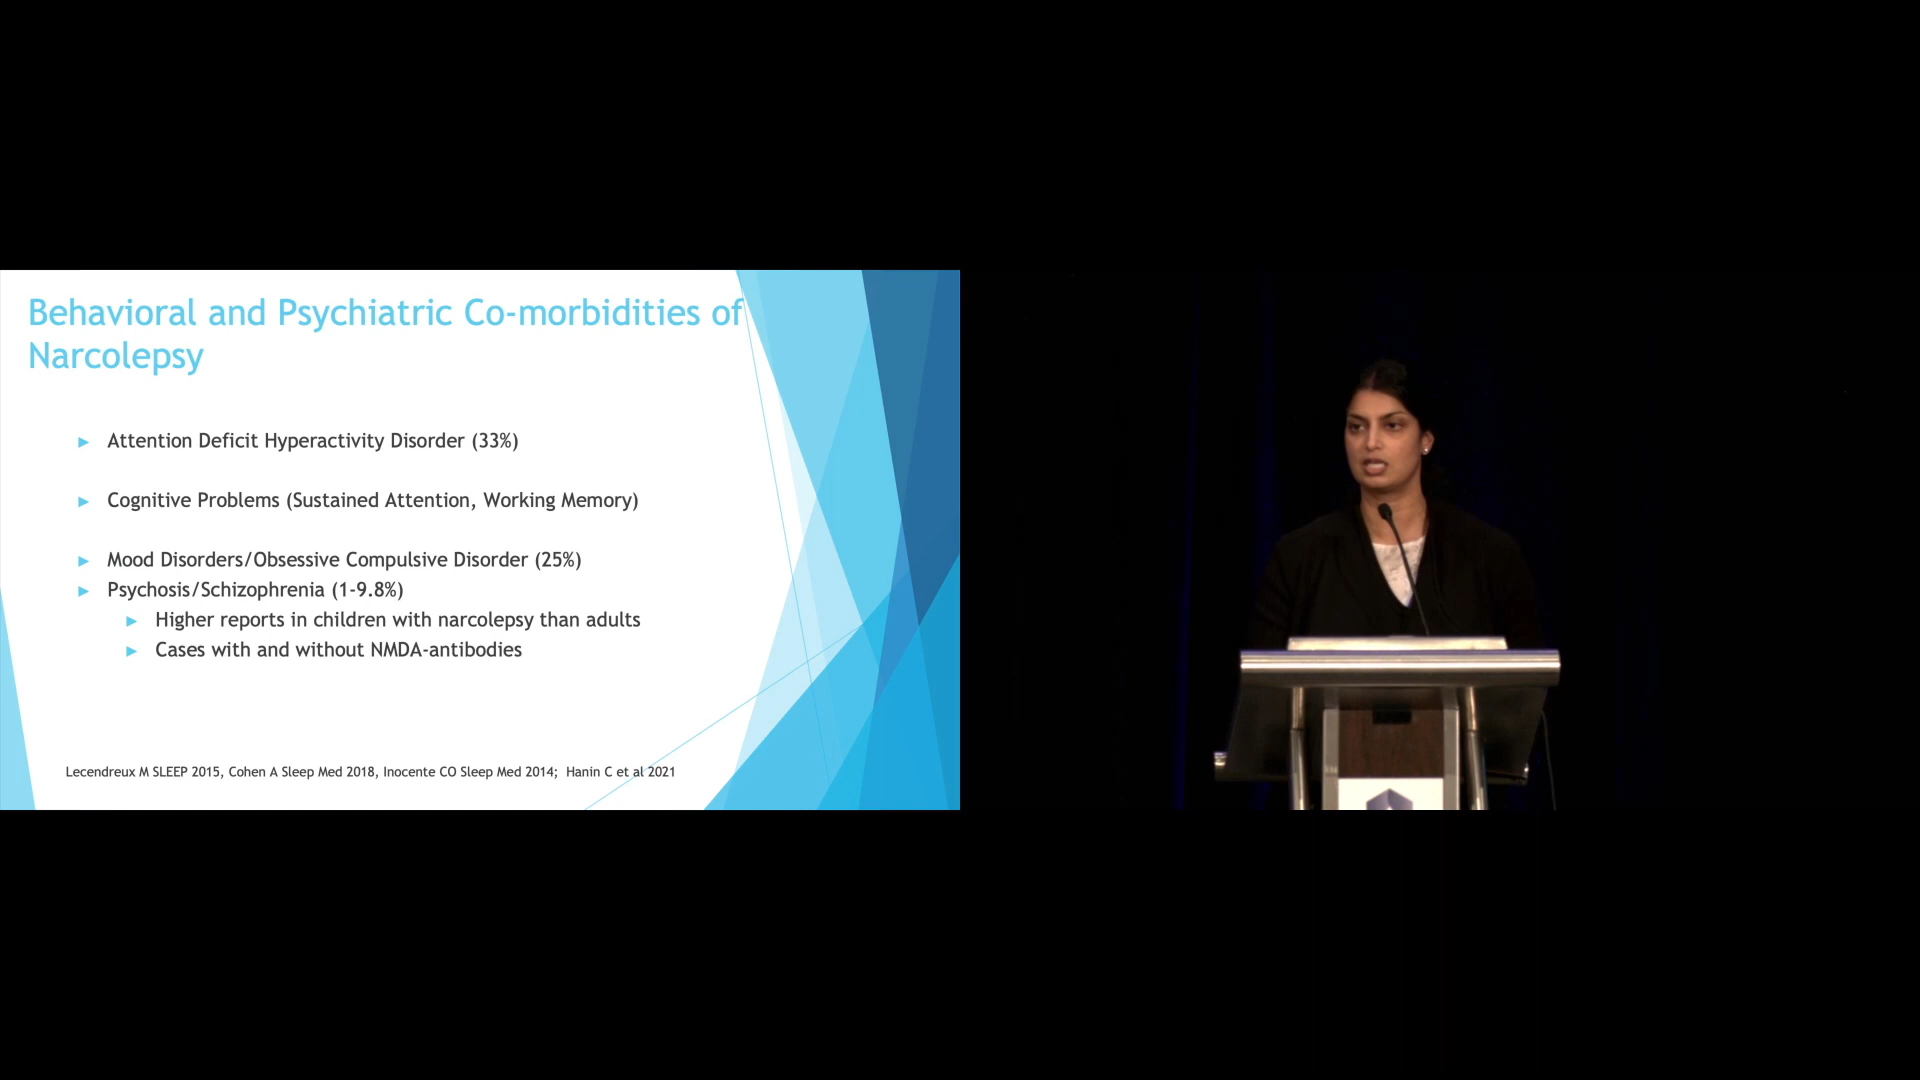 Behavioral and Psychiatric Co-morbidities of
Narcolepsy
Attention Deficit Hyperactivity Disorder (33%)
Cognitive Problems (Sustained Attention, Working Memory)
Mood Disorders/Obsessive Compulsive Disorder (25%)
Psychosis/Schizophrenia (1-9.8%)
Higher reports in children with narcolepsy than adults
Cases with and without NMDA-antibodies
Lecendreux M SLEEP 2015, Cohen A Sleep Med 2018, Inocente CO Sleep Med 2014; Hanin C et al 2021